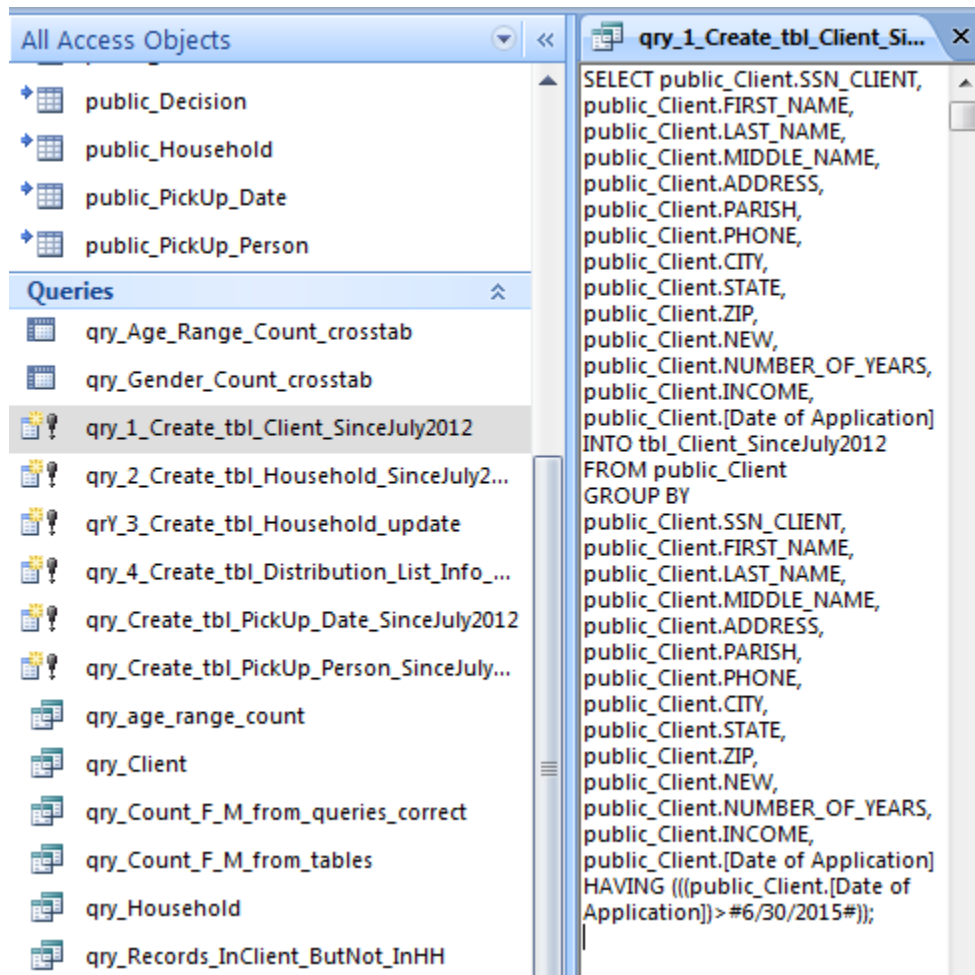 All Access Objects
public_Decision
public_Household
public_PickUp_Date
public_PickUp_Person
Queries
qry_Age_Range_Count_crosstab
qry_Gender_Count_crosstab
qry_1_Create_tbl_Client_SinceJuly2012
qry_2_Create_tbl_Household_SinceJuly2...
qrY_3_Create_tbl_Household_update
qry_4_Create_tbl_Distribution_List_Info_...
qry_Create_tbl_PickUp_Date_SinceJuly2012
qry_Create_tbl_PickUp_Person_SinceJuly...
qry_age_range_count
qry_Client
qry_Count_F_M_from_queries_correct
qry_Count_F_M_from_tables
qry_Household
qry_Records_InClient_ButNot_InHH
qry_1_Create_tbl_Client_Si...
SELECT public_Client.SSN_CLIENT,
public_Client.FIRST_NAME,
public_Client.LAST_NAME,
public_Client.MIDDLE_NAME,
public_Client.ADDRESS,
public_Client.PARISH,
public_Client.PHONE,
public_Client.CITY,
public_Client.STATE,
public_Client.ZIP,
public_Client.NEW,
public_Client.NUMBER_OF_YEARS,
public_Client.INCOME,
public_Client.[Date of Application]
INTO tbl_Client_SinceJuly2012
FROM public_Client
GROUP BY
public_Client.SSN_CLIENT,
public_Client.FIRST_NAME,
public_Client.LAST_NAME,
public_Client.MIDDLE_NAME,
public_Client.ADDRESS,
public_Client.PARISH,
public_Client.PHONE,
public_Client.CITY,
public_Client.STATE,
public_Client.ZIP,
public_Client.NEW,
public_Client.NUMBER_OF_YEARS,
public_Client.INCOME,
public_Client.[Date of Application]
HAVING (((public_Client.[Date of
Application])>#6/30/2015#));